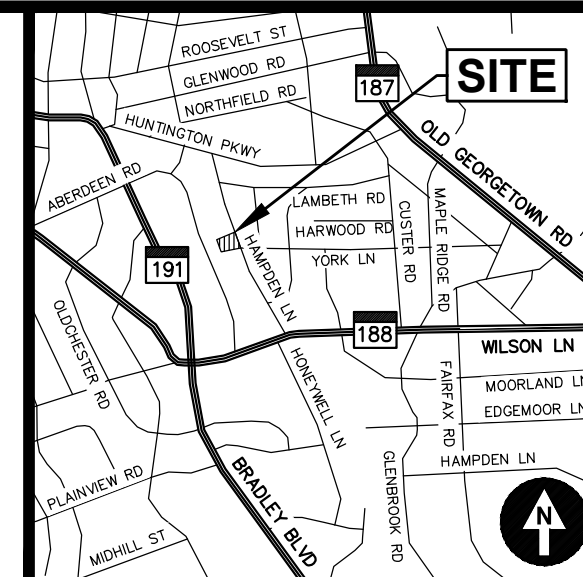 ROOSEVELT ST
GLENWOOD RD
NORTHFIELD RD
187
SITE
HUNTINGTON PKWY
OLD GEORGETOWN RD
ABERDEEN RD
LAMBETH RD
HARWOOD RD
YORK LN
CUSTER RD
MAPLE RIDGE RD
HAMPDEN LN
191
188
OLDCHESTER RD
WILSON LN
HONEYWELL LN
FAIRFAX RD
MOORLAND LN
EDGEMOOR LN
HAMPDEN LN
PLAINVIEW RD
BRADLEY BLVD
GLENBROOK RD
MIDHILL ST
N